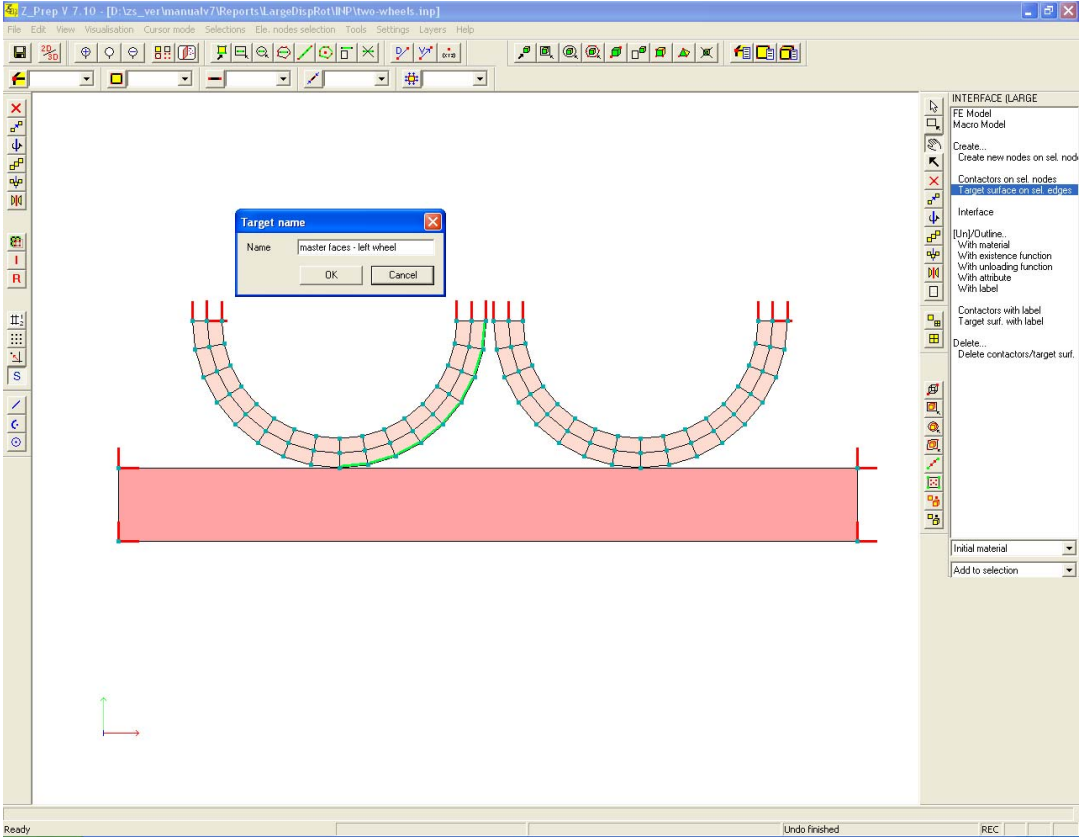 Z_Prep V 7.10 - [D:\zs_ver\manualv7\Reports\LargeDispRot\INP\two-wheels.inp]
File Edit View Visualisation Cursor mode Selections Ele. nodes selection Tools Settings Layers Help
INTERFACE (LARGE
FE Model
Macro Model
Create...
Create new nodes on sel. nod
Contactors on sel. nodes
Target surface on sel. edges
Interface
[Un]/Outline..
With material
With existence function
With unloading function
With attribute
With label
Contactors with label
Target surf. with label
Delete...
Delete contactors/target surf.
Target name
Name master faces - left wheel
OK Cancel
I
R
S
Initial material
Add to selection
Ready Undo finished REC